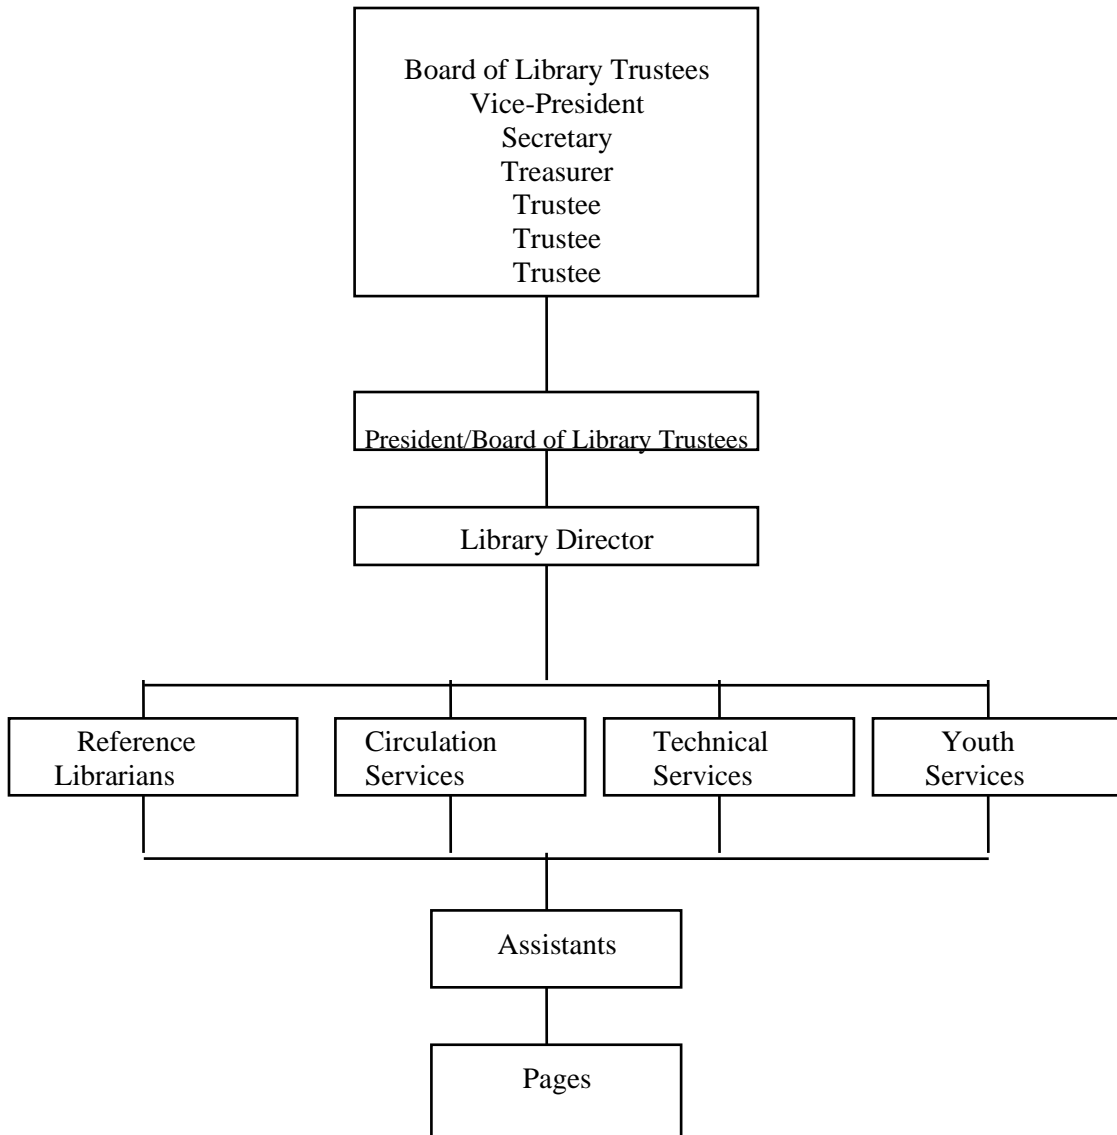 Board of Library Trustees
Vice-President
Secretary
Treasurer
Trustee
Trustee
Trustee
President/Board of Library Trustees
Library Director
Reference
Librarians
Circulation
Services
Technical
Services
Youth
Services
Assistants
Pages